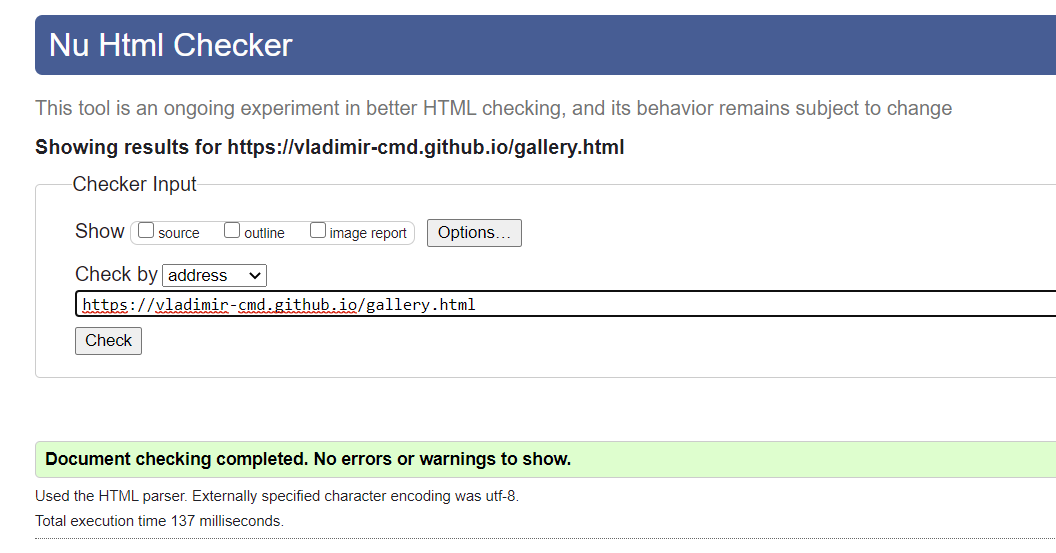 Nu Html Checker
This tool is an ongoing experiment in better HTML checking, and its behavior remains subject to change
Showing results for https://vladimir-cmd.github.io/gallery.html
Checker Input
Show source outline image report Options...
Check by address
https://vladimir-cmd.github.io/gallery.html
Check
Document checking completed. No errors or warnings to show.
Used the HTML parser. Externally specified character encoding was utf-8.
Total execution time 137 milliseconds.